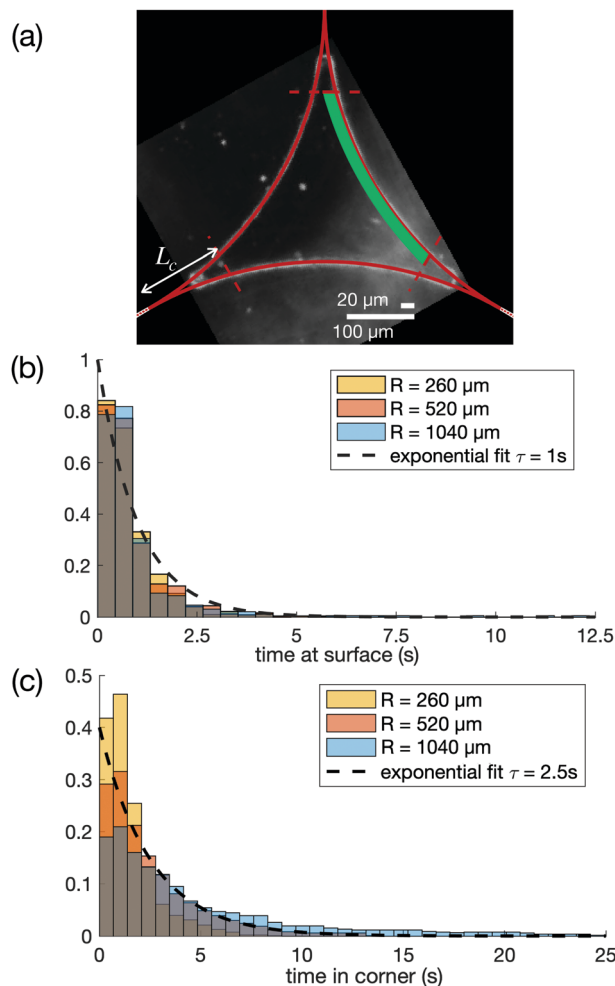 (a)
L_c
20 μm
100 μm
(b)
1
0.8
0.6
0.4
0.2
0
R = 260 μm
R = 520 μm
R = 1040 μm
exponential fit τ = 1s
0 2.5 5 7.5 10 12.5
time at surface (s)
(c)
0.5
0.4
0.3
0.2
0.1
0
R = 260 μm
R = 520 μm
R = 1040 μm
exponential fit τ = 2.5s
0 5 10 15 20 25
time in corner (s)